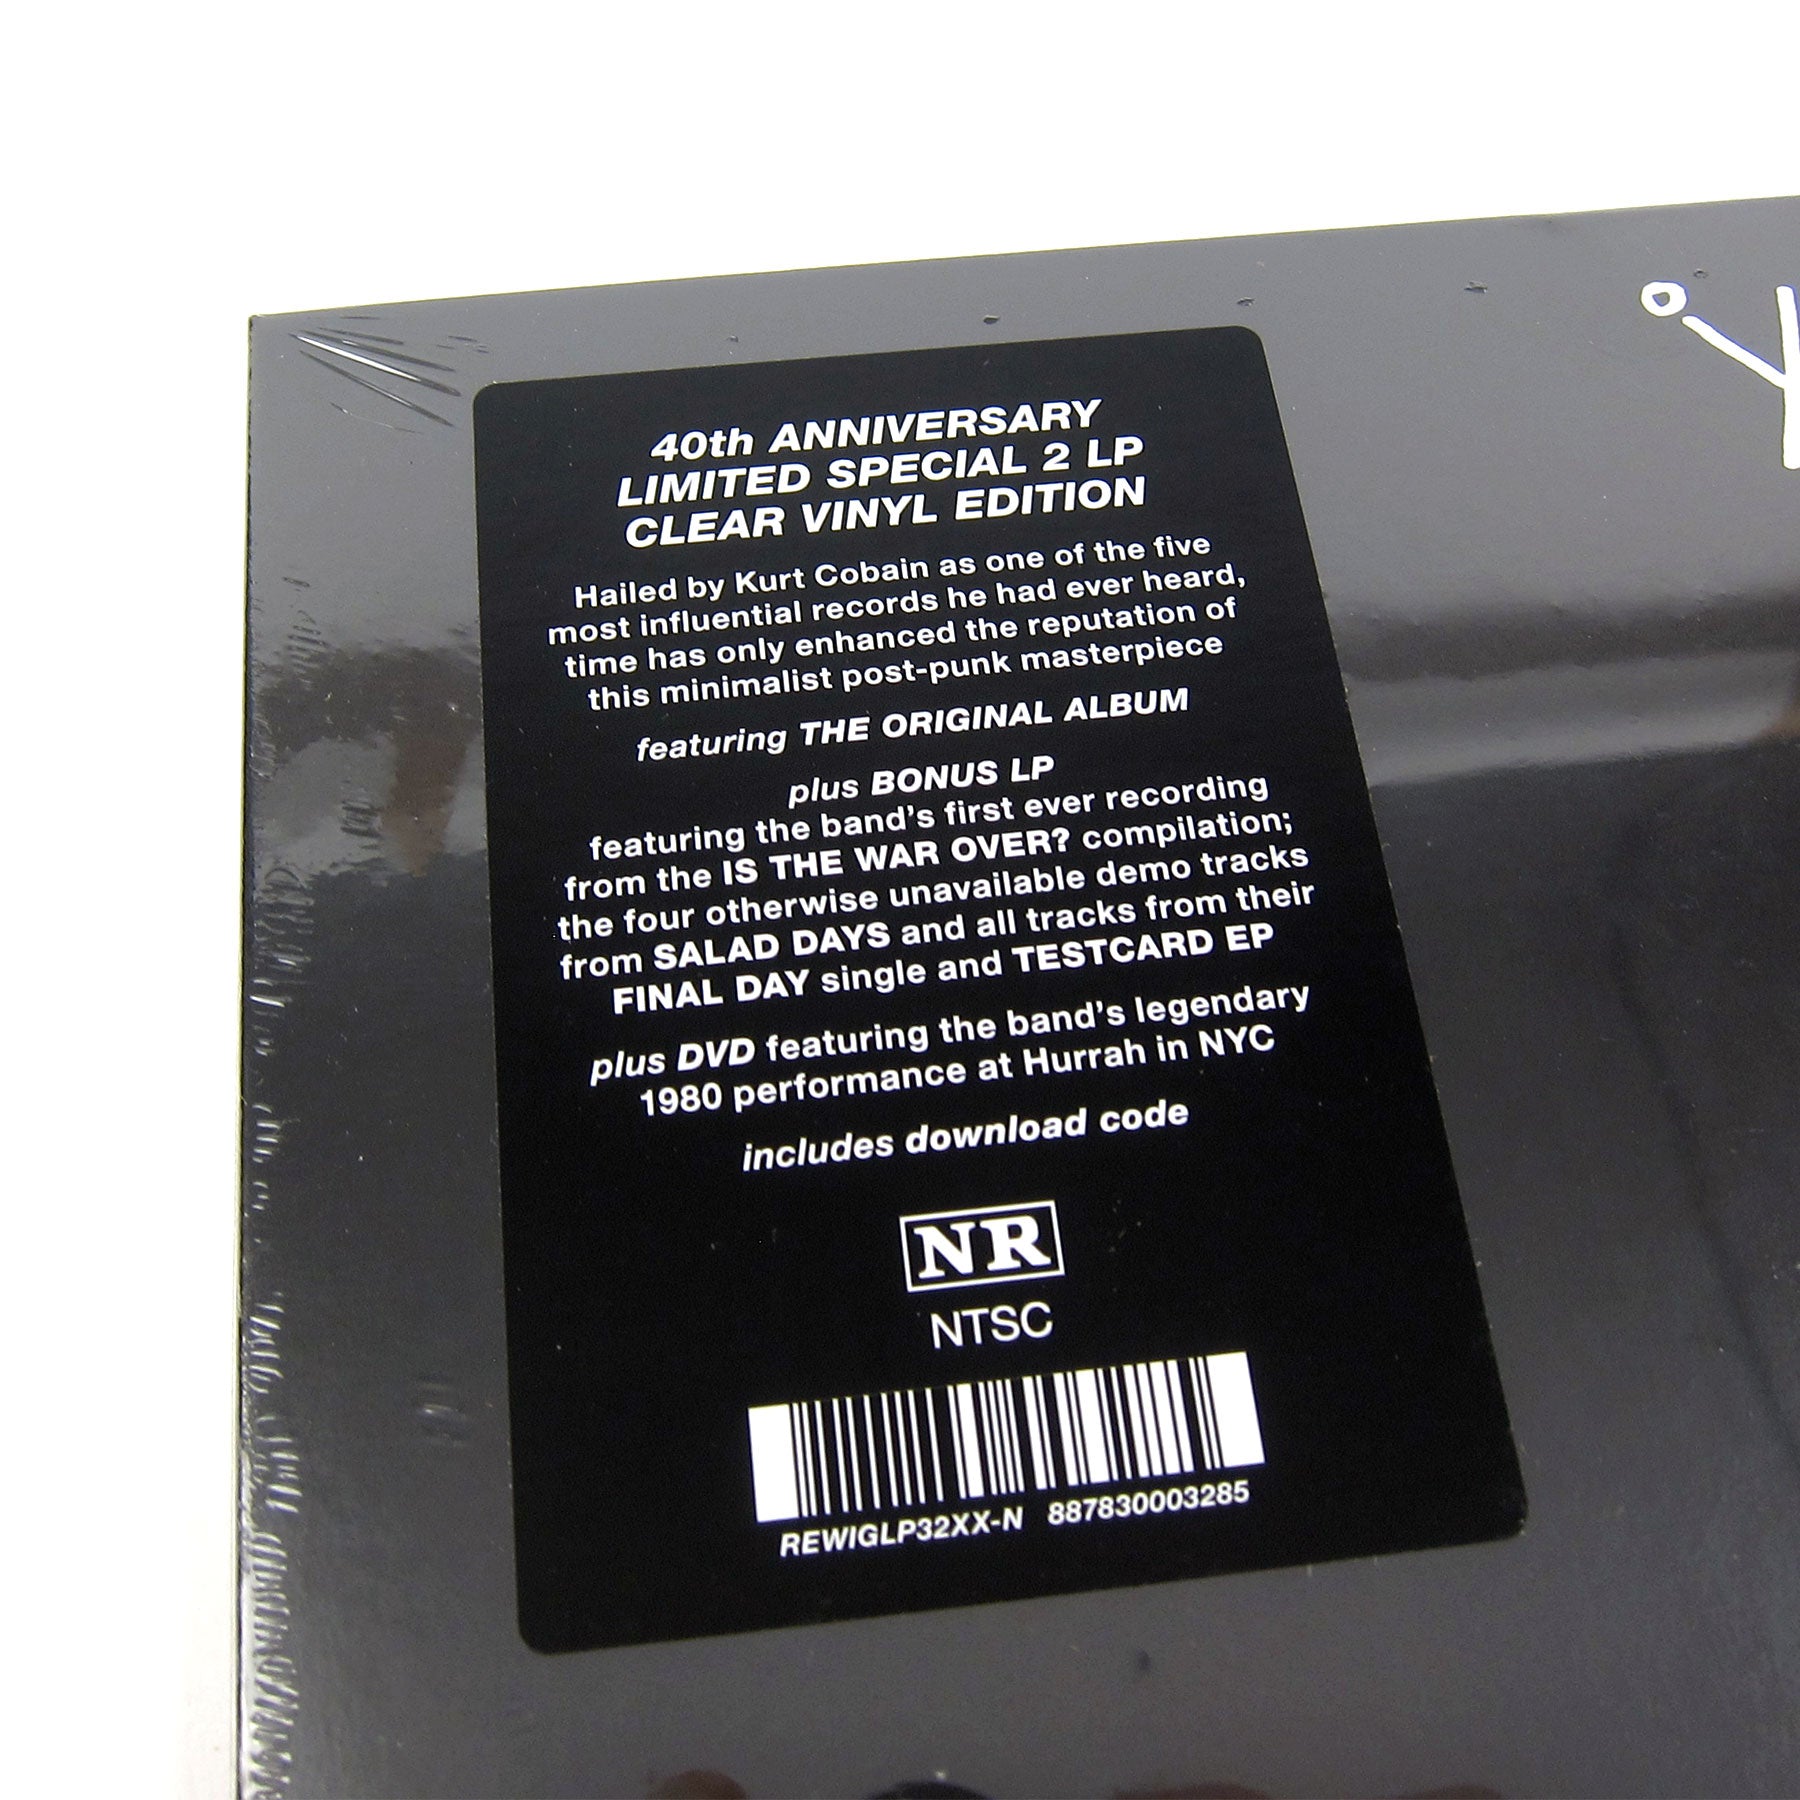 40th ANNIVERSARY
LIMITED SPECIAL 2 LP
CLEAR VINYL EDITION
Hailed by Kurt Cobain as one of the five
most influential records he had ever heard,
time has only enhanced the reputation of
this minimalist post-punk masterpiece
featuring THE ORIGINAL ALBUM
plus BONUS LP
featuring the band's first ever recording
from the IS THE WAR OVER? compilation;
the four otherwise unavailable demo tracks
from SALAD DAYS and all tracks from their
FINAL DAY single and TESTCARD EP
plus DVD featuring the band's legendary
1980 performance at Hurrah in NYC
includes download code
NR
NTSC
REWIGLP32XX-N 887830003285